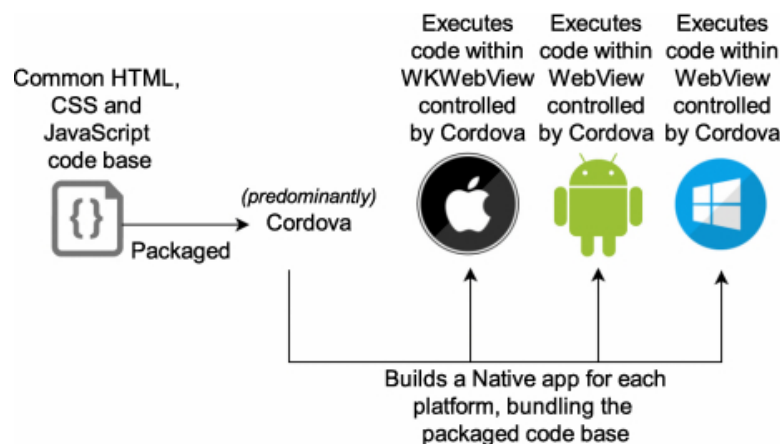 Common HTML,
CSS and
JavaScript
code base
{}
Packaged
(predominantly)
Cordova
Executes
code within
WKWebView
controlled
by Cordova
Executes
code within
WebView
controlled
by Cordova
Executes
code within
WebView
controlled
by Cordova
Builds a Native app for each
platform, bundling the
packaged code base